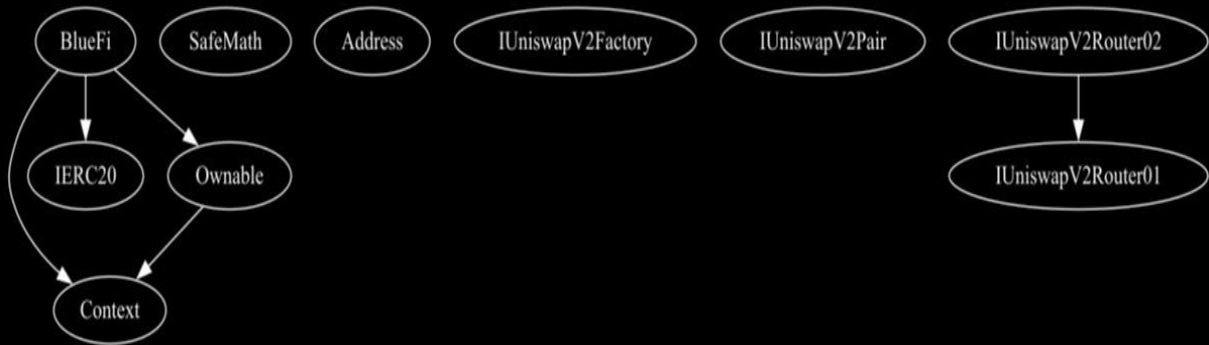 BlueFi
SafeMath
Address
IUniswapV2Factory
IUniswapV2Pair
IUniswapV2Router02
IERC20
Ownable
IUniswapV2Router01
Context